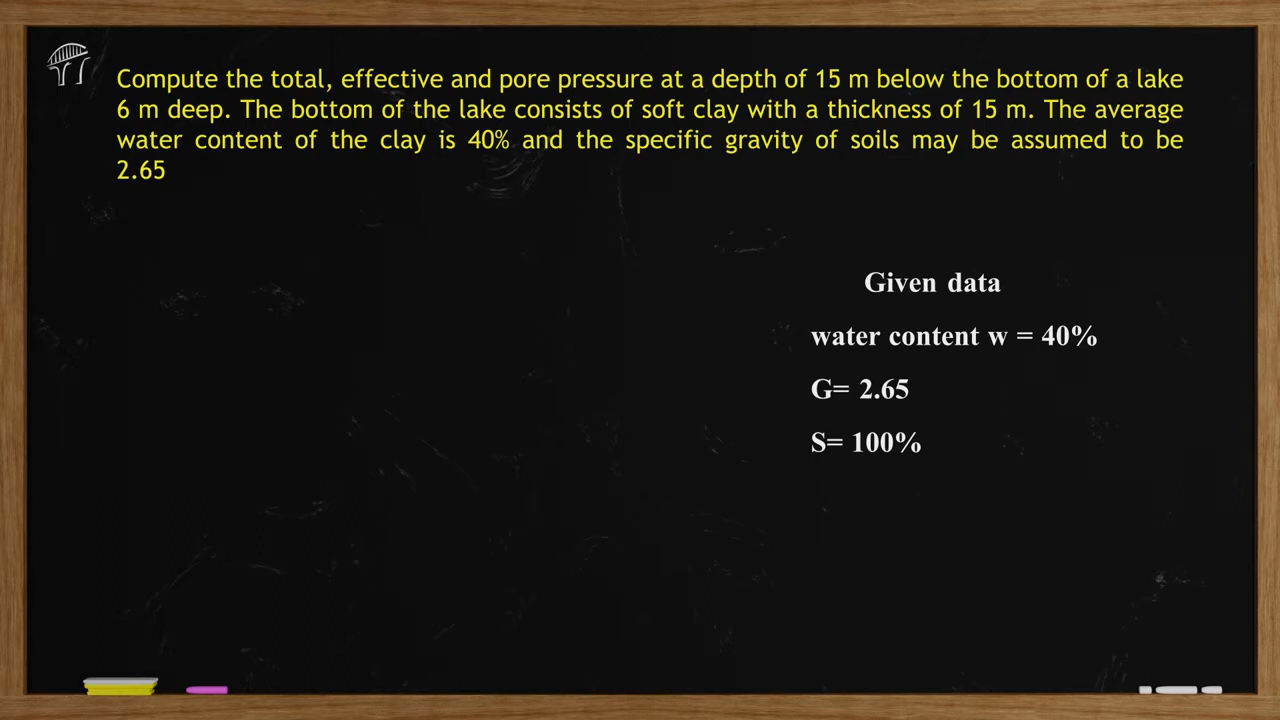 Compute the total, effective and pore pressure at a depth of 15 m below the bottom of a lake
6 m deep. The bottom of the lake consists of soft clay with a thickness of 15 m. The average
water content of the clay is 40% and the specific gravity of soils may be assumed to be
2.65
Given data
water content w = 40%
G= 2.65
S= 100%